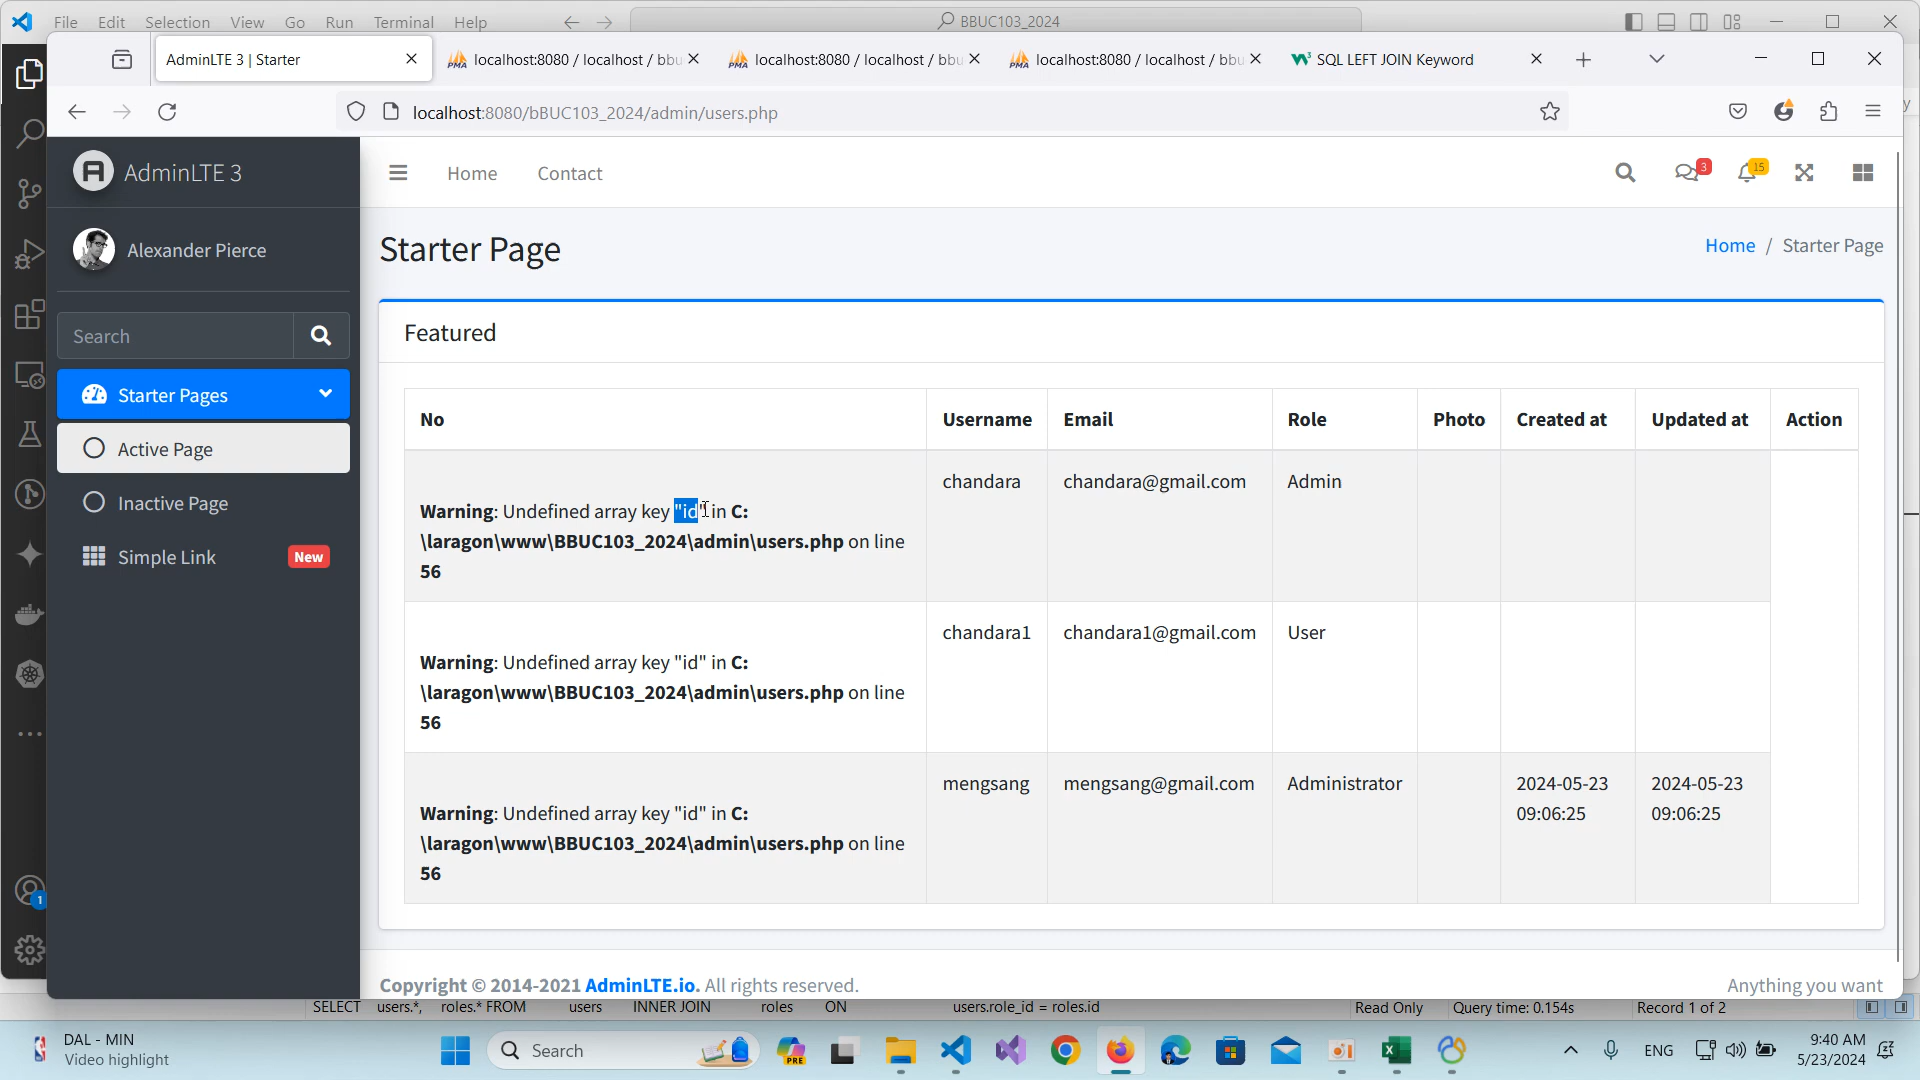 File Edit Selection View Go Run Terminal Help BBUC103_2024
AdminLTE 3 | Starter
localhost:8080 / localhost / bbu
localhost:8080 / localhost / bbu
localhost:8080 / localhost / bbu
SQL LEFT JOIN Keyword
localhost:8080/bBUC103_2024/admin/users.php
AdminLTE 3
Home Contact
3
15
Alexander Pierce
Starter Page
Home / Starter Page
Search
Starter Pages
Active Page
Inactive Page
Simple Link New
Featured
No Username Email Role Photo Created at Updated at Action
chandara chandara@gmail.com Admin
Warning: Undefined array key "id" in C:
\laragon\www\BBUC103_2024\admin\users.php on line
56
chandara1 chandara1@gmail.com User
Warning: Undefined array key "id" in C:
\laragon\www\BBUC103_2024\admin\users.php on line
56
mengsang mengsang@gmail.com Administrator 2024-05-23 2024-05-23
09:06:25 09:06:25
Warning: Undefined array key "id" in C:
\laragon\www\BBUC103_2024\admin\users.php on line
56
Copyright © 2014-2021 AdminLTE.io. All rights reserved.
Anything you want
1
SELECT users.*, roles.* FROM users INNER JOIN roles ON users.role_id = roles.id
Read Only Query time: 0.154s Record 1 of 2
DAL - MIN
Video highlight
Search
PRE
ENG
9:40 AM
5/23/2024